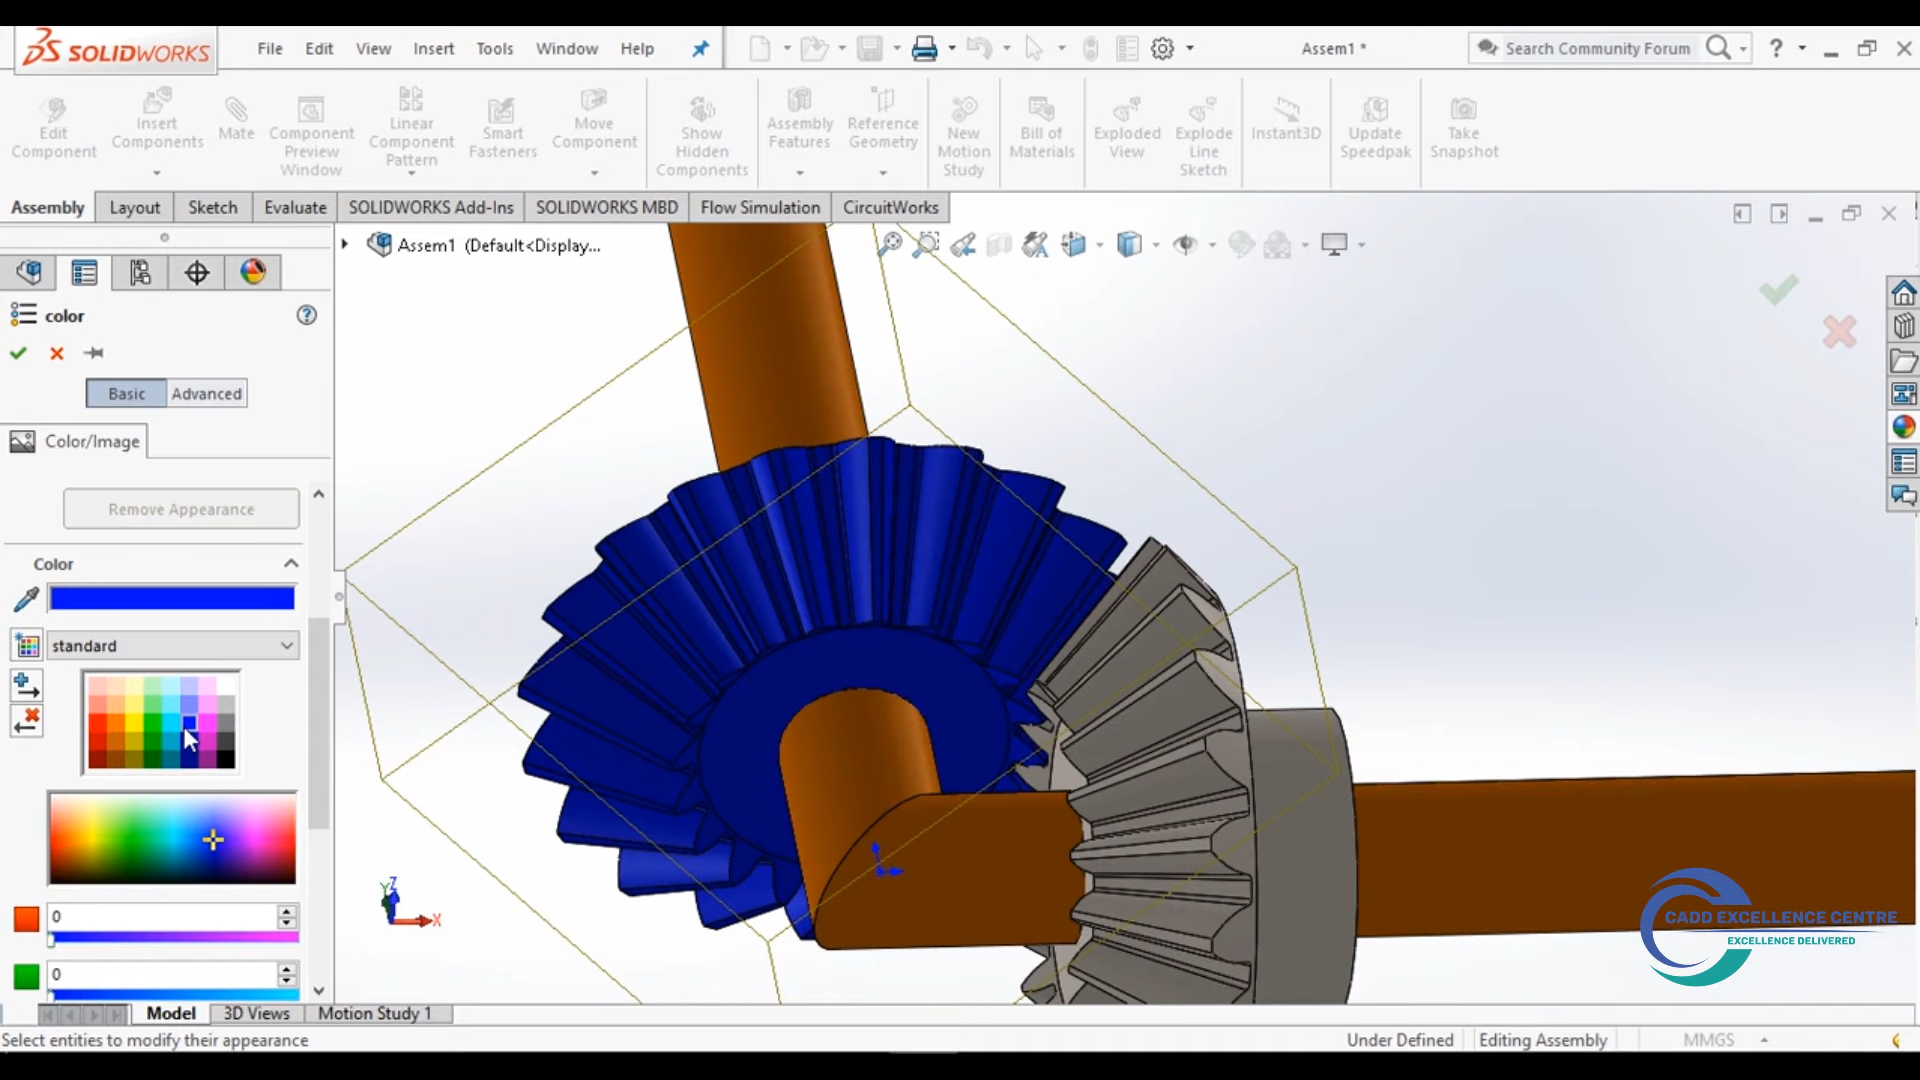 SOLIDWORKS File Edit View Insert Tools Window Help Assem1 * Search Community Forum ?
Edit Component
Insert Components
Mate
Component Preview Window
Linear Component Pattern
Smart Fasteners
Move Component
Show Hidden Components
Assembly Features
Reference Geometry
New Motion Study
Bill of Materials
Exploded View
Explode Line Sketch
Instant3D
Update Speedpak
Take Snapshot
Assembly Layout Sketch Evaluate SOLIDWORKS Add-Ins SOLIDWORKS MBD Flow Simulation CircuitWorks
Assem1 (Default<Display...
color
Basic Advanced
Color/Image
Remove Appearance
Color
standard
0
0
Y Z X
CADD EXCELLENCE CENTRE
EXCELLENCE DELIVERED
Model 3D Views Motion Study 1
Select entities to modify their appearance Under Defined Editing Assembly MMGS